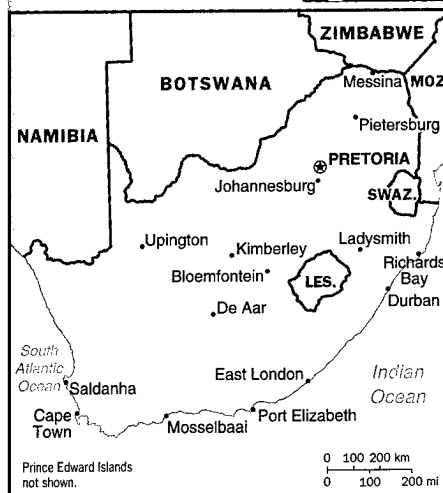 ZIMBABWE
Messina
MOZ
BOTSWANA
NAMIBIA
Pietersburg
PRETORIA
Johannesburg
SWAZ.
Upington
Kimberley
Ladysmith
Bloemfontein
LES.
Richards
Bay
Durban
De Aar
South
Atlantic
Ocean
Saldanha
East London
Indian
Ocean
Cape
Town
Mosselbaai
Port Elizabeth
Prince Edward Islands
not shown.
0 100 200 km
0 100 200 mi